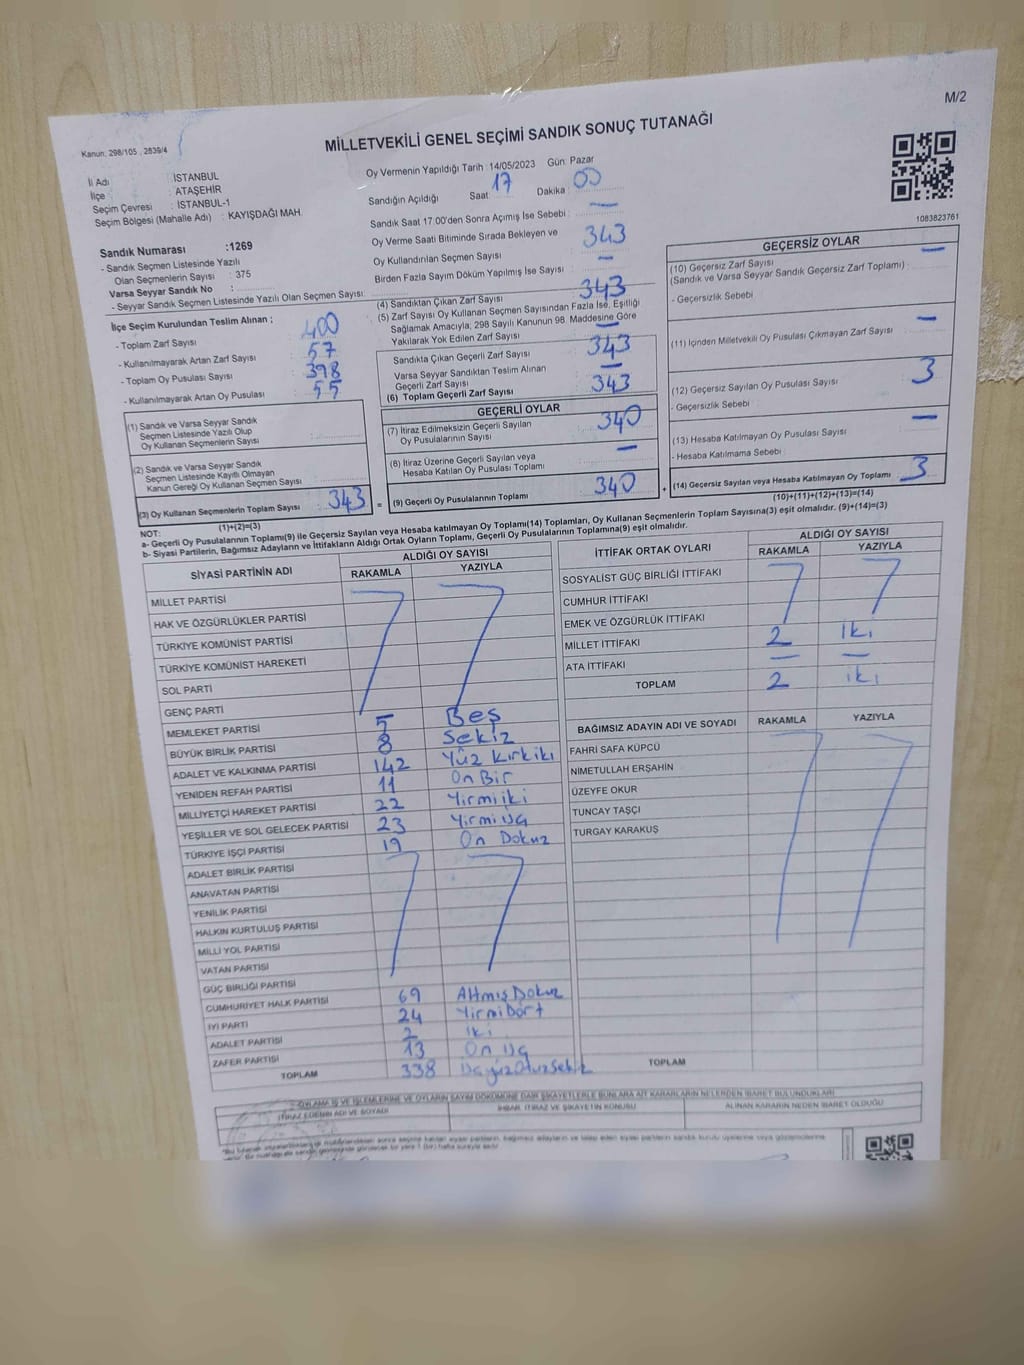 M/2
Kanun, 298/105 , 2839/4
MİLLETVEKİLİ GENEL SEÇİMİ SANDIK SONUÇ TUTANAĞI
İl Adı : İSTANBUL
İlçe : ATAŞEHİR
Seçim Çevresi : İSTANBUL-1
Seçim Bölgesi (Mahalle Adı) : KAYIŞDAĞI MAH.
Oy Vermenin Yapıldığı Tarih : 14/05/2023 Gün: Pazar
Sandığın Açıldığı Saat : 17 Dakika : 00
Sandık Saat 17:00'den Sonra Açımış İse Sebebi : —
Oy Verme Saati Bitiminde Sırada Bekleyen ve
Oy Kullandırılan Seçmen Sayısı : 343
Birden Fazla Sayım Döküm Yapılmış İse Sayısı : —
1083823761
Sandık Numarası :1269
- Sandık Seçmen Listesinde Yazılı
Olan Seçmenlerin Sayısı : 375
Varsa Seyyar Sandık No :
- Seyyar Sandık Seçmen Listesinde Yazılı Olan Seçmen Sayısı:
İlçe Seçim Kurulundan Teslim Alınan ;
- Toplam Zarf Sayısı : 400
- Kullanılmayarak Artan Zarf Sayısı : 57
- Toplam Oy Pusulası Sayısı : 398
- Kullanılmayarak Artan Oy Pusulası : 55
(1) Sandık ve Varsa Seyyar Sandık
Seçmen Listesinde Yazılı Olup
Oy Kullanan Seçmenlerin Sayısı :
(2) Sandık ve Varsa Seyyar Sandık
Seçmen Listesinde Kayıtlı Olmayan
Kanun Gereği Oy Kullanan Seçmen Sayısı :
(3) Oy Kullanan Seçmenlerin Toplam Sayısı 343 =
(1)+(2)=(3)
(4) Sandıktan Çıkan Zarf Sayısı : 343
(5) Zarf Sayısı Oy Kullanan Seçmen Sayısından Fazla İse, Eşitliği
Sağlamak Amacıyla; 298 Sayılı Kanunun 98. Maddesine Göre
Yakılarak Yok Edilen Zarf Sayısı : —
Sandıkta Çıkan Geçerli Zarf Sayısı : 343
Varsa Seyyar Sandıktan Teslim Alınan
Geçerli Zarf Sayısı : —
(6) Toplam Geçerli Zarf Sayısı : 343
GEÇERLİ OYLAR
(7) İtiraz Edilmeksizin Geçerli Sayılan
Oy Pusulalarının Sayısı : 340
(8) İtiraz Üzerine Geçerli Sayılan veya
Hesaba Katılan Oy Pusulası Toplamı : —
(9) Geçerli Oy Pusulalarının Toplamı : 340 +
GEÇERSİZ OYLAR
(10) Geçersiz Zarf Sayısı —
(Sandık ve Varsa Seyyar Sandık Geçersiz Zarf Toplamı) :
- Geçersizlik Sebebi :
(11) İçinden Milletvekili Oy Pusulası Çıkmayan Zarf Sayısı : —
(12) Geçersiz Sayılan Oy Pusulası Sayısı : 3
- Geçersizlik Sebebi :
(13) Hesaba Katılmayan Oy Pusulası Sayısı : —
- Hesaba Katılmama Sebebi :
(14) Geçersiz Sayılan veya Hesaba Katılmayan Oy Toplamı : 3
(10)+(11)+(12)+(13)=(14)
NOT:
a- Geçerli Oy Pusulalarının Toplamı(9) ile Geçersiz Sayılan veya Hesaba katılmayan Oy Toplamı(14) Toplamları, Oy Kullanan Seçmenlerin Toplam Sayısına(3) eşit olmalıdır. (9)+(14)=(3)
b- Siyasi Partilerin, Bağımsız Adayların ve İttifakların Aldığı Ortak Oyların Toplamı, Geçerli Oy Pusulalarının Toplamına(9) eşit olmalıdır.
SİYASİ PARTİNİN ADI ALDIĞI OY SAYISI
RAKAMLA YAZIYLA
MİLLET PARTİSİ
HAK VE ÖZGÜRLÜKLER PARTİSİ
TÜRKİYE KOMÜNİST PARTİSİ
TÜRKİYE KOMÜNİST HAREKETİ
SOL PARTİ
GENÇ PARTİ
MEMLEKET PARTİSİ 5 Beş
BÜYÜK BİRLİK PARTİSİ 8 Sekiz
ADALET VE KALKINMA PARTİSİ 142 Yüz Kırkiki
YENİDEN REFAH PARTİSİ 11 On Bir
MİLLİYETÇİ HAREKET PARTİSİ 22 Yirmiiki
YEŞİLLER VE SOL GELECEK PARTİSİ 23 Yirmiüç
TÜRKİYE İŞÇİ PARTİSİ 19 On Dokuz
ADALET BİRLİK PARTİSİ
ANAVATAN PARTİSİ
YENİLİK PARTİSİ
HALKIN KURTULUŞ PARTİSİ
MİLLİ YOL PARTİSİ
VATAN PARTİSİ
GÜÇ BİRLİĞİ PARTİSİ
CUMHURİYET HALK PARTİSİ 69 Altmış Dokuz
İYİ PARTİ 24 Yirmi Dört
ADALET PARTİSİ 2 iki
ZAFER PARTİSİ 13 On üç
TOPLAM 338 Üçyüz Otuz Sekiz
İTTİFAK ORTAK OYLARI ALDIĞI OY SAYISI
RAKAMLA YAZIYLA
SOSYALİST GÜÇ BİRLİĞİ İTTİFAKI
CUMHUR İTTİFAKI
EMEK VE ÖZGÜRLÜK İTTİFAKI
MİLLET İTTİFAKI 2 iki
ATA İTTİFAKI — —
TOPLAM 2 iki
BAĞIMSIZ ADAYIN ADI VE SOYADI RAKAMLA YAZIYLA
FAHRİ SAFA KÜPCÜ
NİMETULLAH ERŞAHİN
ÜZEYFE OKUR
TUNCAY TAŞÇI
TURGAY KARAKUŞ
TOPLAM
OYLAMA İŞ VE İŞLEMLERİNE VE OYLARIN SAYIM DÖKÜMÜNE DAİR ŞİKAYETLERLE BUNLARA AİT KARARLARIN NELERDEN İBARET BULUNDUKLARI
İTİRAZ EDENİN ADI VE SOYADI İHBAR, İTİRAZ VE ŞİKAYETİN KONUSU ALINAN KARARIN NEDEN İBARET OLDUĞU